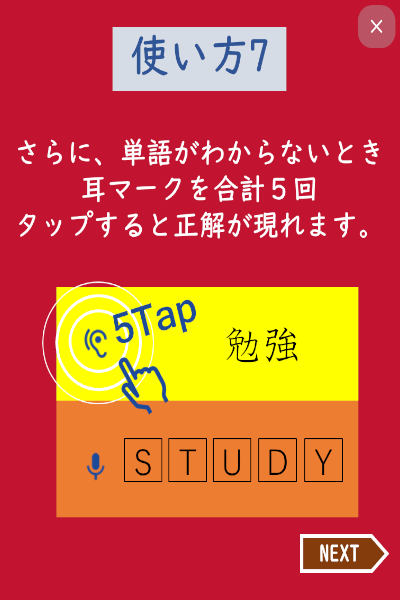 使い方7
さらに、単語がわからないとき
耳マークを合計５回
タップすると正解が現れます。
5Tap
勉強
STUDY
NEXT